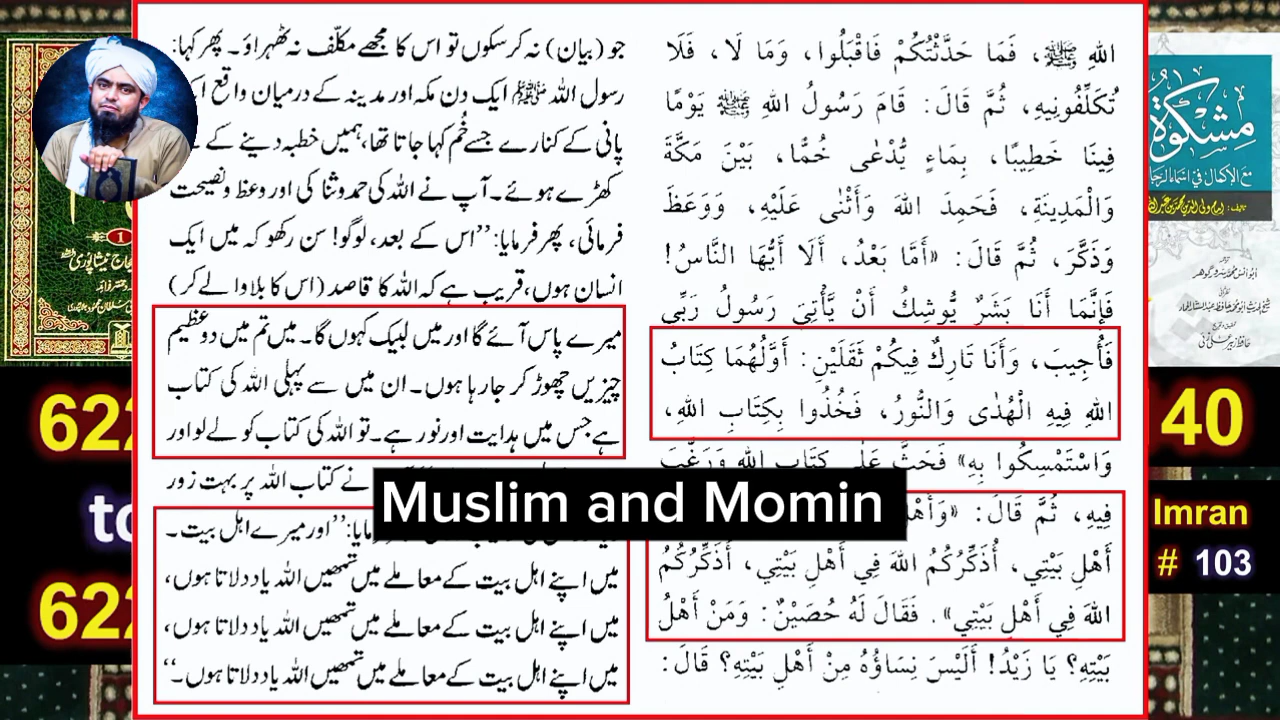 جو (بیان) نہ کرسکوں تو اس کا مجھے مکلّف نہ ٹھہراؤ۔ پھر کہا:
رسول اللہ ﷺ ایک دن مکہ اور مدینہ کے درمیان واقع
پانی کے کنارے جسے خُم کہا جاتا تھا، ہمیں خطبہ دینے کے
کھڑے ہوئے۔ آپ نے اللہ کی حمد و ثنا کی اور وعظ و نصیحت
فرمائی، پھر فرمایا: ’’اس کے بعد، لوگو! سن رکھو کہ میں ایک
انسان ہوں، قریب ہے کہ اللہ کا قاصد (اس کا بلاوا لے کر)
میرے پاس آئے گا اور میں لبیک کہوں گا۔ میں تم میں دو عظیم
چیزیں چھوڑ کر جا رہا ہوں۔ ان میں سے پہلی اللہ کی کتاب
ہے جس میں ہدایت اور نور ہے۔ تو اللہ کی کتاب کو لے لو اور
نے کتاب اللہ پر بہت زور
’’اور میرے اہل بیت۔
میں اپنے اہل بیت کے معاملے میں تمھیں اللہ یاد دلاتا ہوں،
میں اپنے اہل بیت کے معاملے میں تمھیں اللہ یاد دلاتا ہوں،
میں اپنے اہل بیت کے معاملے میں تمھیں اللہ یاد دلاتا ہوں۔‘‘
اللهِ ﷺ، فَمَا حَدَّثْتُكُمْ فَاقْبَلُوا، وَمَا لَا، فَلَا
تُكَلِّفُونِيهِ، ثُمَّ قَالَ: قَامَ رَسُولُ اللهِ ﷺ يَوْمًا
فِينَا خَطِيبًا، بِمَاءٍ يُّدْعٰى خُمًّا، بَيْنَ مَكَّةَ
وَالْمَدِينَةِ، فَحَمِدَ اللهَ وَأَثْنٰى عَلَيْهِ، وَوَعَظَ
وَذَكَّرَ، ثُمَّ قَالَ: «أَمَّا بَعْدُ، أَلَا أَيُّهَا النَّاسُ!
فَإِنَّمَا أَنَا بَشَرٌ يُّوشِكُ أَنْ يَّأْتِيَ رَسُولُ رَبِّي
فَأُجِيبَ، وَأَنَا تَارِكٌ فِيكُمْ ثَقَلَيْنِ: أَوَّلُهُمَا كِتَابُ
اللهِ فِيهِ الْهُدٰى وَالنُّورُ، فَخُذُوا بِكِتَابِ اللهِ،
وَاسْتَمْسِكُوا بِهِ» فَحَثَّ عَلٰى كِتَابِ اللهِ وَرَغَّبَ
فِيهِ، ثُمَّ قَالَ:
أَهْلِ بَيْتِي، أُذَكِّرُكُمُ اللهَ فِي أَهْلِ بَيْتِي، أُذَكِّرُكُمُ
اللهَ فِي أَهْلِ بَيْتِي». فَقَالَ لَهُ حُصَيْنٌ: وَمَنْ أَهْلُ
بَيْتِهِ؟ يَا زَيْدُ! أَلَيْسَ نِسَاؤُهُ مِنْ أَهْلِ بَيْتِهِ؟ قَالَ:
Muslim and Momin
622
to
622
مشکوٰۃ
40
Imran
# 103